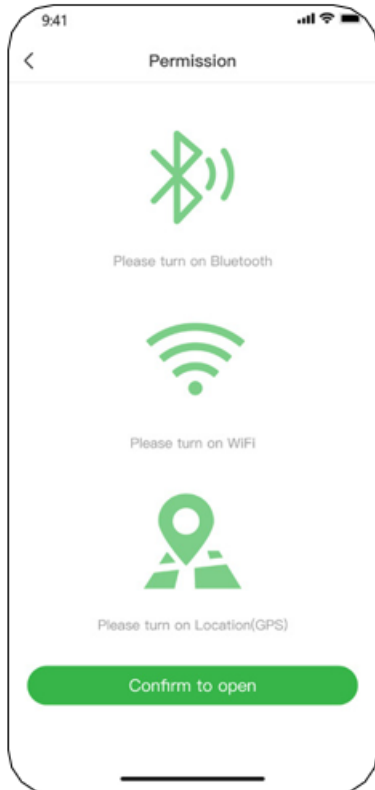 9:41
Permission
Please turn on Bluetooth
Please turn on WiFi
Please turn on Location(GPS)
Confirm to open